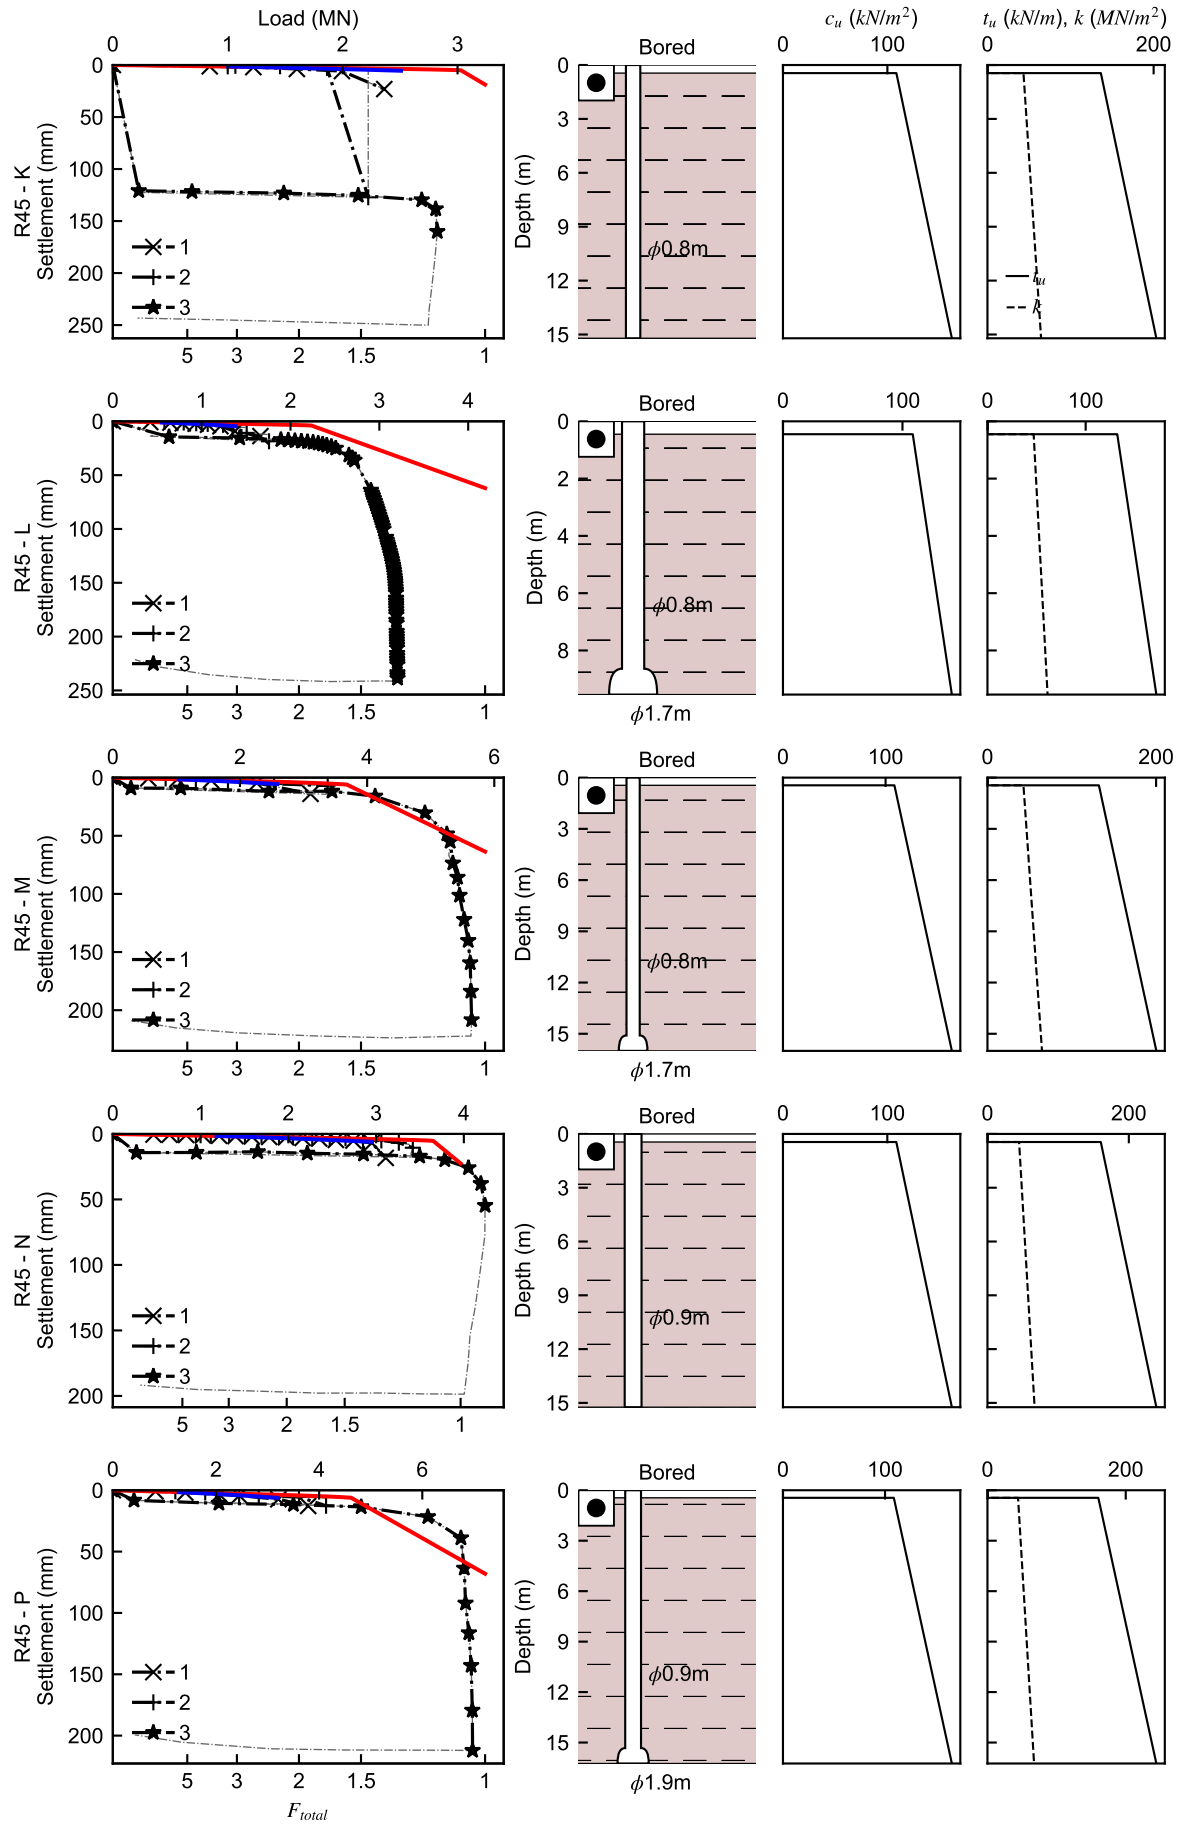 Load (MN)
0 1 2 3
0
50
100
150
200
250
R45 - K
Settlement (mm)
1
2
3
5 3 2 1.5 1
Bored
0
3
6
9
12
15
Depth (m)
ϕ0.8m
c_u (kN/m²)
0 100
t_u (kN/m), k (MN/m²)
0 200
t_u
k
0 1 2 3 4
0
50
100
150
200
250
R45 - L
Settlement (mm)
1
2
3
5 3 2 1.5 1
Bored
0
2
4
6
8
Depth (m)
ϕ0.8m
ϕ1.7m
0 100
0 100
0 2 4 6
0
50
100
150
200
R45 - M
Settlement (mm)
1
2
3
5 3 2 1.5 1
Bored
0
3
6
9
12
15
Depth (m)
ϕ0.8m
ϕ1.7m
0 100
0 200
0 1 2 3 4
0
50
100
150
200
R45 - N
Settlement (mm)
1
2
3
5 3 2 1.5 1
Bored
0
3
6
9
12
15
Depth (m)
ϕ0.9m
0 100
0 200
0 2 4 6
0
50
100
150
200
R45 - P
Settlement (mm)
1
2
3
5 3 2 1.5 1
F_total
Bored
0
3
6
9
12
15
Depth (m)
ϕ0.9m
ϕ1.9m
0 100
0 200